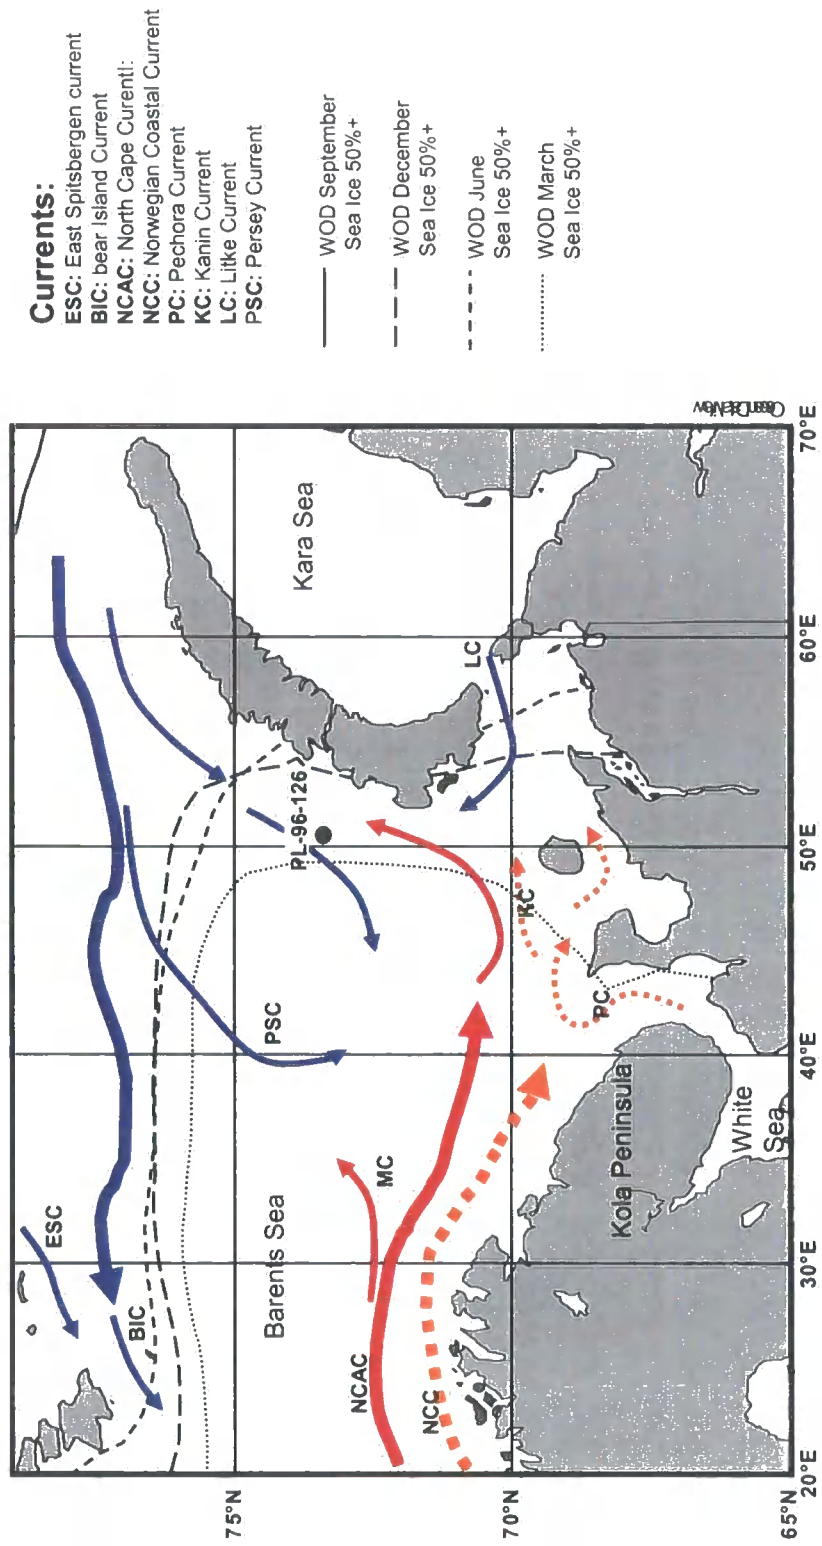 Currents:
ESC: East Spitsbergen current
BIC: bear Island Current
NCAC: North Cape Curentl:
NCC: Norwegian Coastal Current
PC: Pechora Current
KC: Kanin Current
LC: Litke Current
PSC: Persey Current
WOD September
Sea Ice 50%+
WOD December
Sea Ice 50%+
WOD June
Sea Ice 50%+
WOD March
Sea Ice 50%+
75°N
70°N
65°N
20°E
30°E
40°E
50°E
60°E
70°E
ESC
BIC
Barents Sea
NCAC
NCC
MC
PSC
PL-96-126
Kara Sea
LC
KC
PC
Kola Peninsula
White
Sea
Ocean Data View